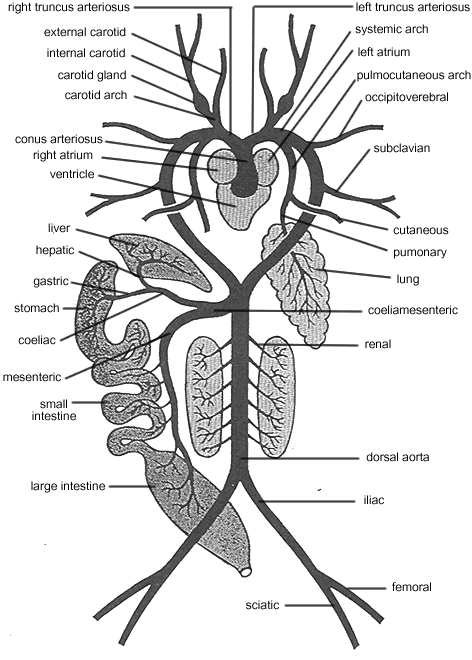 right truncus arteriosus
left truncus arteriosus
external carotid
systemic arch
internal carotid
left atrium
carotid gland
pulmocutaneous arch
carotid arch
occipitoverebral
conus arteriosus
right atrium
subclavian
ventricle
liver
cutaneous
hepatic
pumonary
gastric
lung
stomach
coeliamesenteric
coeliac
renal
mesenteric
small
intestine
dorsal aorta
large intestine
iliac
femoral
sciatic